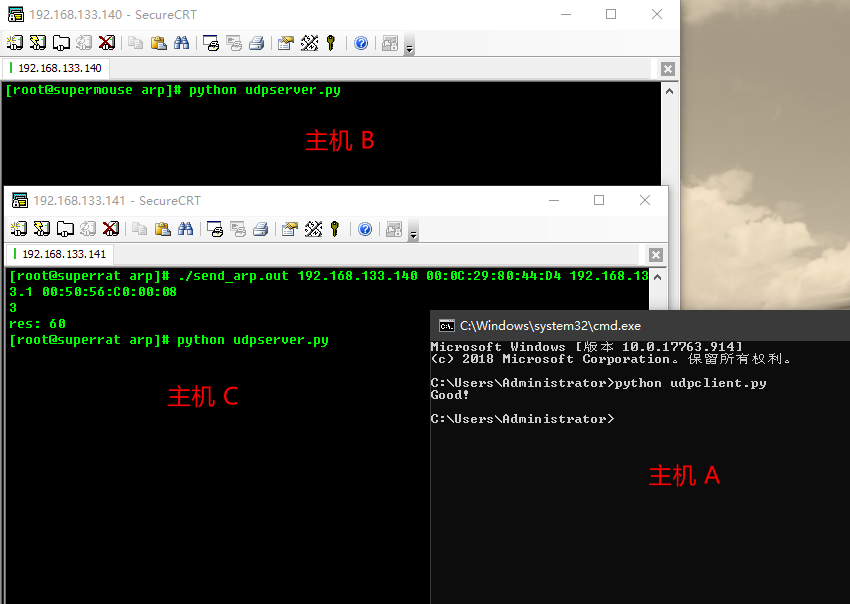 192.168.133.140 - SecureCRT
192.168.133.140
[root@supermouse arp]# python udpserver.py
主机 B
192.168.133.141 - SecureCRT
192.168.133.141
[root@superrat arp]# ./send_arp.out 192.168.133.140 00:0C:29:80:44:D4 192.168.13
3.1 00:50:56:C0:00:08
3
res: 60
[root@superrat arp]# python udpserver.py
主机 C
C:\Windows\system32\cmd.exe
Microsoft Windows [版本 10.0.17763.914]
(c) 2018 Microsoft Corporation。保留所有权利。
C:\Users\Administrator>python udpclient.py
Good!
C:\Users\Administrator>
主机 A